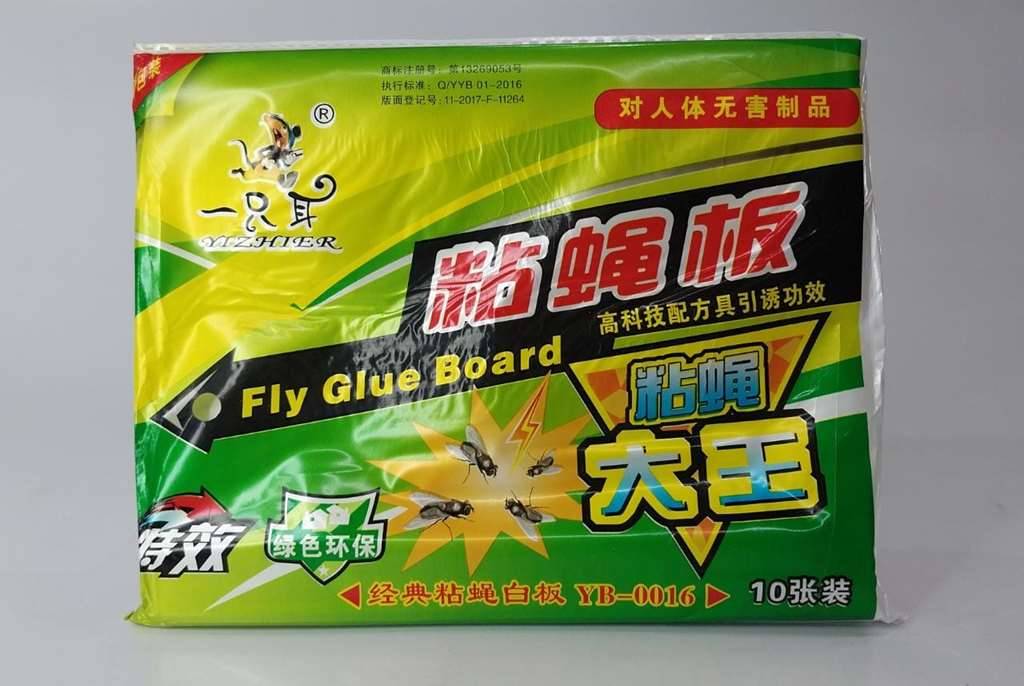 商标注册号：第13269053号
执行标准：Q/YYB 01-2016
版面登记号：11-2017-F-11264
对人体无害制品
®
一只耳
YIZHIER
粘蝇板
高科技配方具引诱功效
Fly Glue Board
粘蝇
大王
特效
绿色环保
经典粘蝇白板 YB-0016
10张装